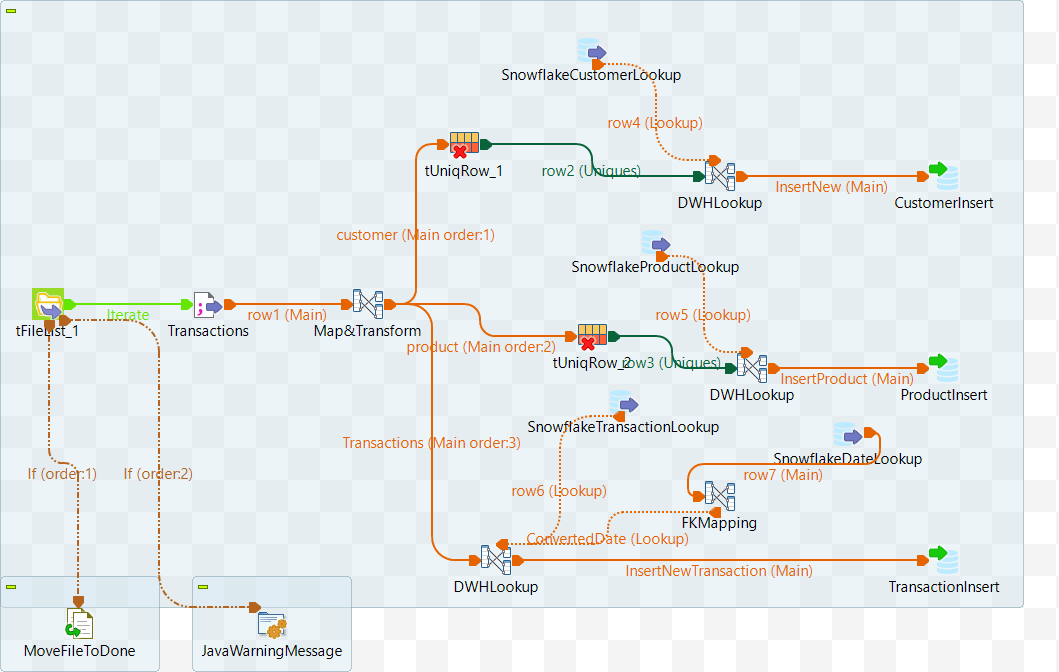 SnowflakeCustomerLookup
row4 (Lookup)
tUniqRow_1
row2 (Uniques)
DWHLookup
InsertNew (Main)
CustomerInsert
customer (Main order:1)
SnowflakeProductLookup
tFileList_1
Iterate
Transactions
row1 (Main)
Map&Transform
row5 (Lookup)
product (Main order:2)
tUniqRow_2
row3 (Uniques)
DWHLookup
InsertProduct (Main)
ProductInsert
Transactions (Main order:3)
SnowflakeTransactionLookup
SnowflakeDateLookup
If (order:1)
If (order:2)
row6 (Lookup)
row7 (Main)
FKMapping
ConvertedDate (Lookup)
DWHLookup
InsertNewTransaction (Main)
TransactionInsert
MoveFileToDone
JavaWarningMessage